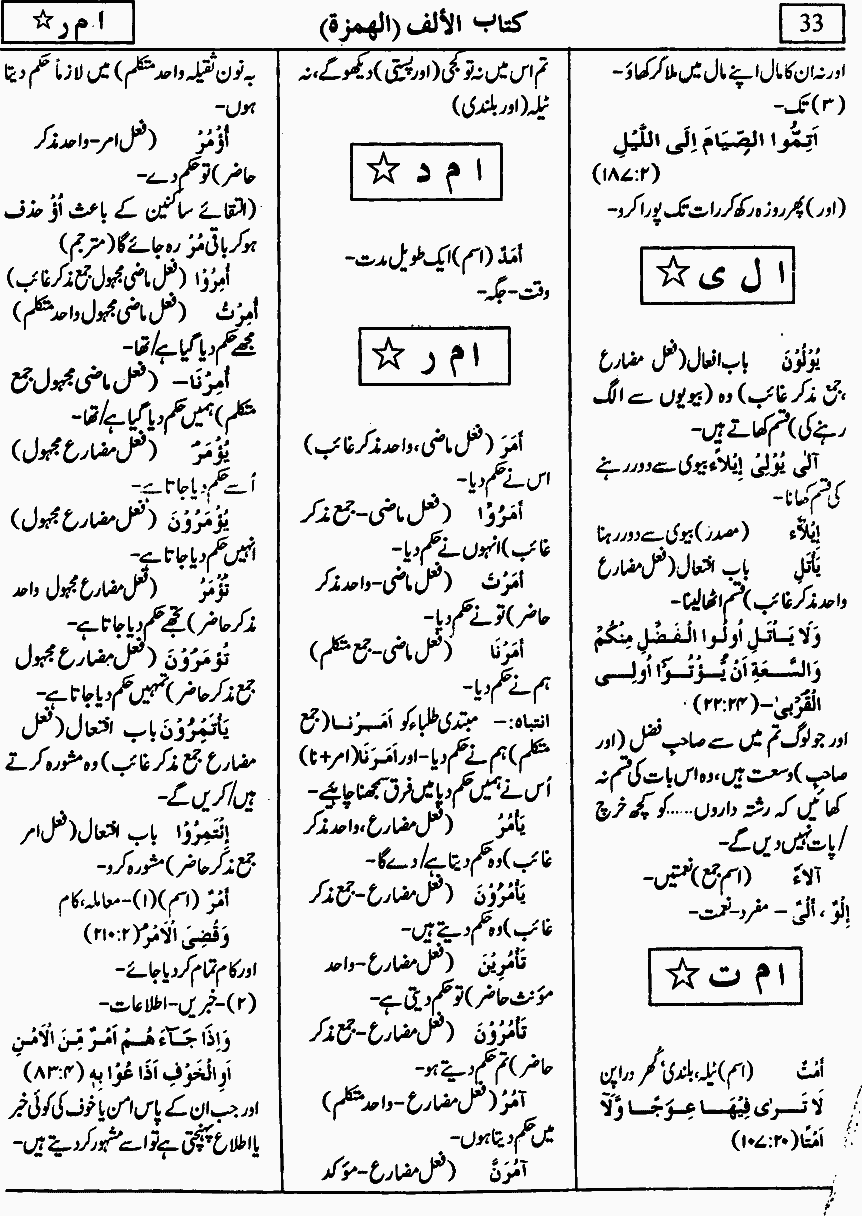 33
کتاب الألف (الهمزة)
ا م ر ☆
اور نہ ان کا مال اپنے مال میں ملا کر کھاؤ-
(۳) تک-
اَتِمُّوا الصِّيَامَ اِلَى اللَّيْلِ
(۱۸۷:۲)
(اور) پھر روزہ رکھ کر رات تک پورا کرو-
ا ل ی ☆
يُوْلُوْنَ باب افعال (فعل مضارع
جمع مذکر غائب) وہ (بیویوں سے الگ
رہنے کی) قسم کھاتے ہیں-
آلٰی یُوْلِیْ اِیْلَاءً بیوی سے دور رہنے
کی قسم کھانا-
اِيْلَاء (مصدر) بیوی سے دور رہنا
يَأْتَلِ باب افتعال (فعل مضارع
واحد مذکر غائب) قسم اٹھا لینا-
وَلَا يَأْتَلِ اُولُوا الْفَضْلِ مِنْكُمْ
وَالسَّعَةِ اَنْ يُّؤْتُوْا اُولِي
الْقُرْبٰى-(۲۲:۲۴)
اور جو لوگ تم میں سے صاحبِ فضل (اور
صاحبِ) وسعت ہیں، وہ اس بات کی قسم نہ
کھائیں کہ رشتہ داروں.....کو کچھ خرچ
/پات نہیں دیں گے-
آلَاءٌ (اسم جمع) نعمتیں-
اِلْوٌ ، اَلْیٌ - مفرد- نعمت-
ا م ت ☆
اَمْتٌ (اسم) ٹیلہ، بلندی، کُھر دراپن
لَا تَرٰى فِيْهَا عِوَجًا وَّلَآ
اَمْتًا (۱۰۷:۲۰)
تم اس میں نہ تو کجی (اور پستی) دیکھو گے، نہ
ٹیلہ (اور بلندی)
ا م د ☆
اَمَدٌ (اسم) ایک طویل مدت-
وقت-جگہ-
ا م ر ☆
اَمَرَ (فعل ماضی، واحد مذکر غائب)
اس نے حکم دیا-
اَمَرُوْا (فعل ماضی-جمع مذکر
غائب) انہوں نے حکم دیا-
اَمَرْتَ (فعل ماضی-واحد مذکر
حاضر) تو نے حکم دیا-
اَمَرْنَا (فعل ماضی-جمع متکلم)
ہم نے حکم دیا-
انتباہ:- مبتدی طلباء کو اَمَرْنَا (جمع
متکلم) ہم نے حکم دیا-اور اَمَرَنَا (امر+نا)
اُس نے ہمیں حکم دیا میں فرق سمجھنا چاہیئے-
يَأْمُرُ (فعل مضارع، واحد مذکر
غائب) وہ حکم دیتا ہے/دے گا-
يَأْمُرُوْنَ (فعل مضارع-جمع مذکر
غائب) وہ حکم دیتے ہیں-
تَأْمُرِيْنَ (فعل مضارع-واحد
مؤنث حاضر) تو حکم دیتی ہے-
تَأْمُرُوْنَ (فعل مضارع-جمع مذکر
حاضر) تم حکم دیتے ہو-
آمُرُ (فعل مضارع-واحد متکلم)
میں حکم دیتا ہوں-
آمُرَنَّ (فعل مضارع-مؤکد
بہ نون ثقیلہ واحد متکلم) میں لازماً حکم دیتا
ہوں-
اُؤْمُرْ (فعل امر-واحد مذکر
حاضر) تو حکم دے-
(التقائے ساکنین کے باعث اُؤ حذف
ہو کر باقی مُرْ رہ جائے گا (مترجم)
اُمِرُوْا (فعل ماضی مجہول جمع مذکر غائب)
اُمِرْتُ (فعل ماضی مجہول واحد متکلم)
مجھے حکم دیا گیا ہے/تھا-
اُمِرْنَا- (فعل ماضی مجہول جمع
متکلم) ہمیں حکم دیا گیا ہے/تھا-
يُؤْمَرُ (فعل مضارع مجہول)
اُسے حکم دیا جاتا ہے-
يُؤْمَرُوْنَ (فعل مضارع مجہول)
انہیں حکم دیا جاتا ہے-
تُؤْمَرُ (فعل مضارع مجہول واحد
مذکر حاضر) تجھے حکم دیا جاتا ہے-
تُؤْمَرُوْنَ (فعل مضارع مجہول
جمع مذکر حاضر) تمہیں حکم دیا جاتا ہے-
يَأْتَمِرُوْنَ باب افتعال (فعل
مضارع جمع مذکر غائب) وہ مشورہ کرتے
ہیں/کریں گے-
اِئْتَمِرُوْا باب افتعال (فعل امر
جمع مذکر حاضر) مشورہ کرو-
اَمْرٌ (اسم) (۱)-معاملہ، کام
وَقُضِيَ الْاَمْرُ (۲۱۰:۲)
اور کام تمام کر دیا جائے-
(۲)-خبریں-اطلاعات-
وَاِذَا جَآءَ هُمْ اَمْرٌ مِّنَ الْاَمْنِ
اَوِالْخَوْفِ اَذَا عُوْا بِهٖ (۸۳:۴)
اور جب ان کے پاس امن یا خوف کی کوئی خبر
یا اطلاع پہنچتی ہے تو اسے مشہور کر دیتے ہیں-